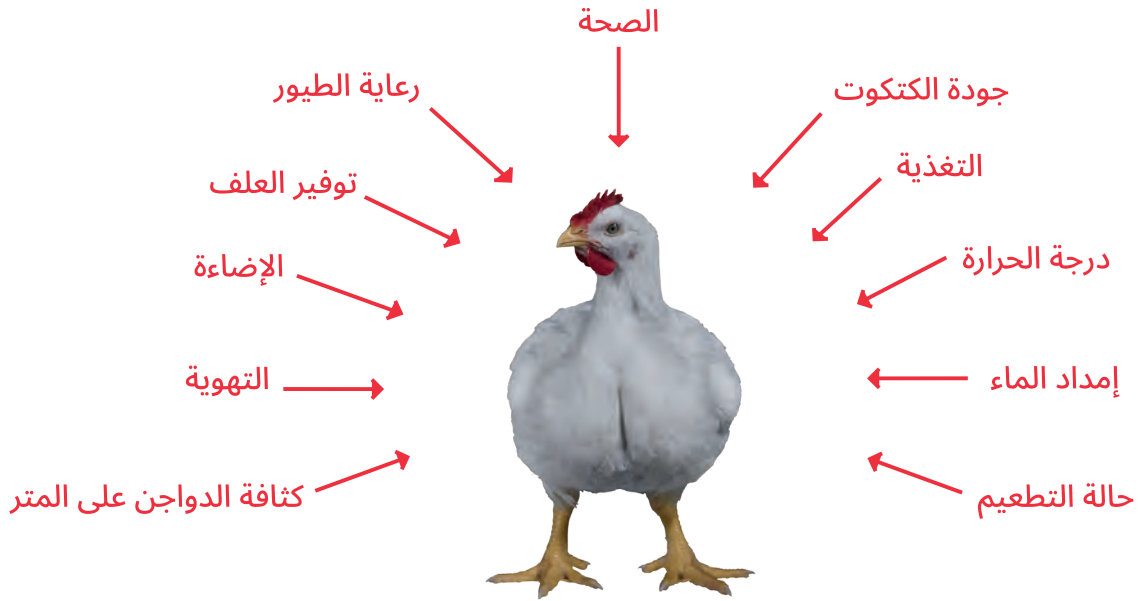 الصحة
جودة الكتكوت
رعاية الطيور
التغذية
توفير العلف
درجة الحرارة
الإضاءة
إمداد الماء
التهوية
حالة التطعيم
كثافة الدواجن على المتر